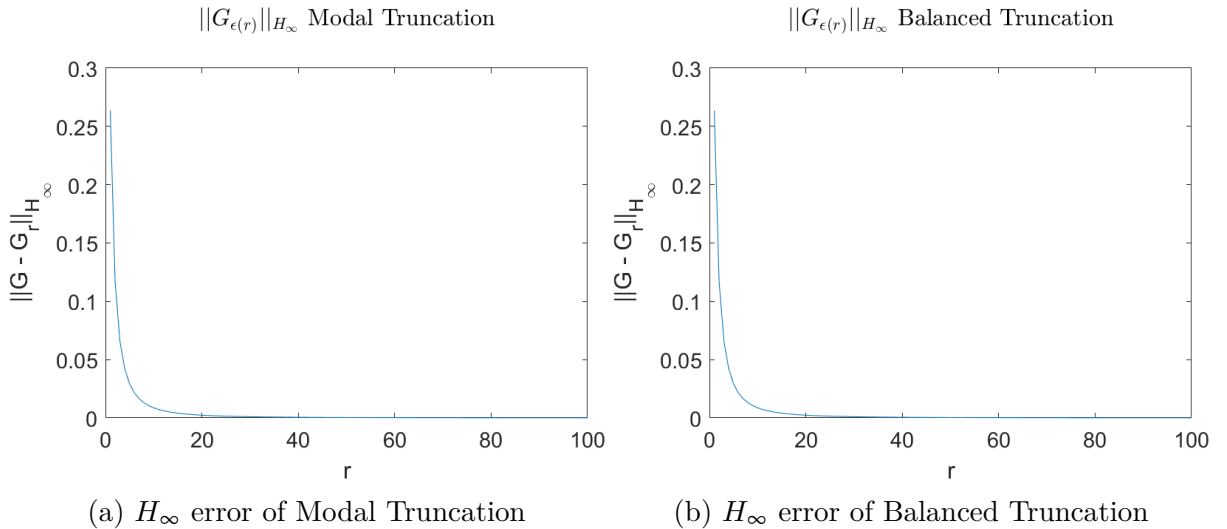 ||G_{ϵ(r)}||_{H_∞} Modal Truncation
0.3
0.25
0.2
0.15
0.1
0.05
0
||G - G_r||_{H_∞}
0 20 40 60 80 100
r
(a) H_∞ error of Modal Truncation
||G_{ϵ(r)}||_{H_∞} Balanced Truncation
0.3
0.25
0.2
0.15
0.1
0.05
0
||G - G_r||_{H_∞}
0 20 40 60 80 100
r
(b) H_∞ error of Balanced Truncation